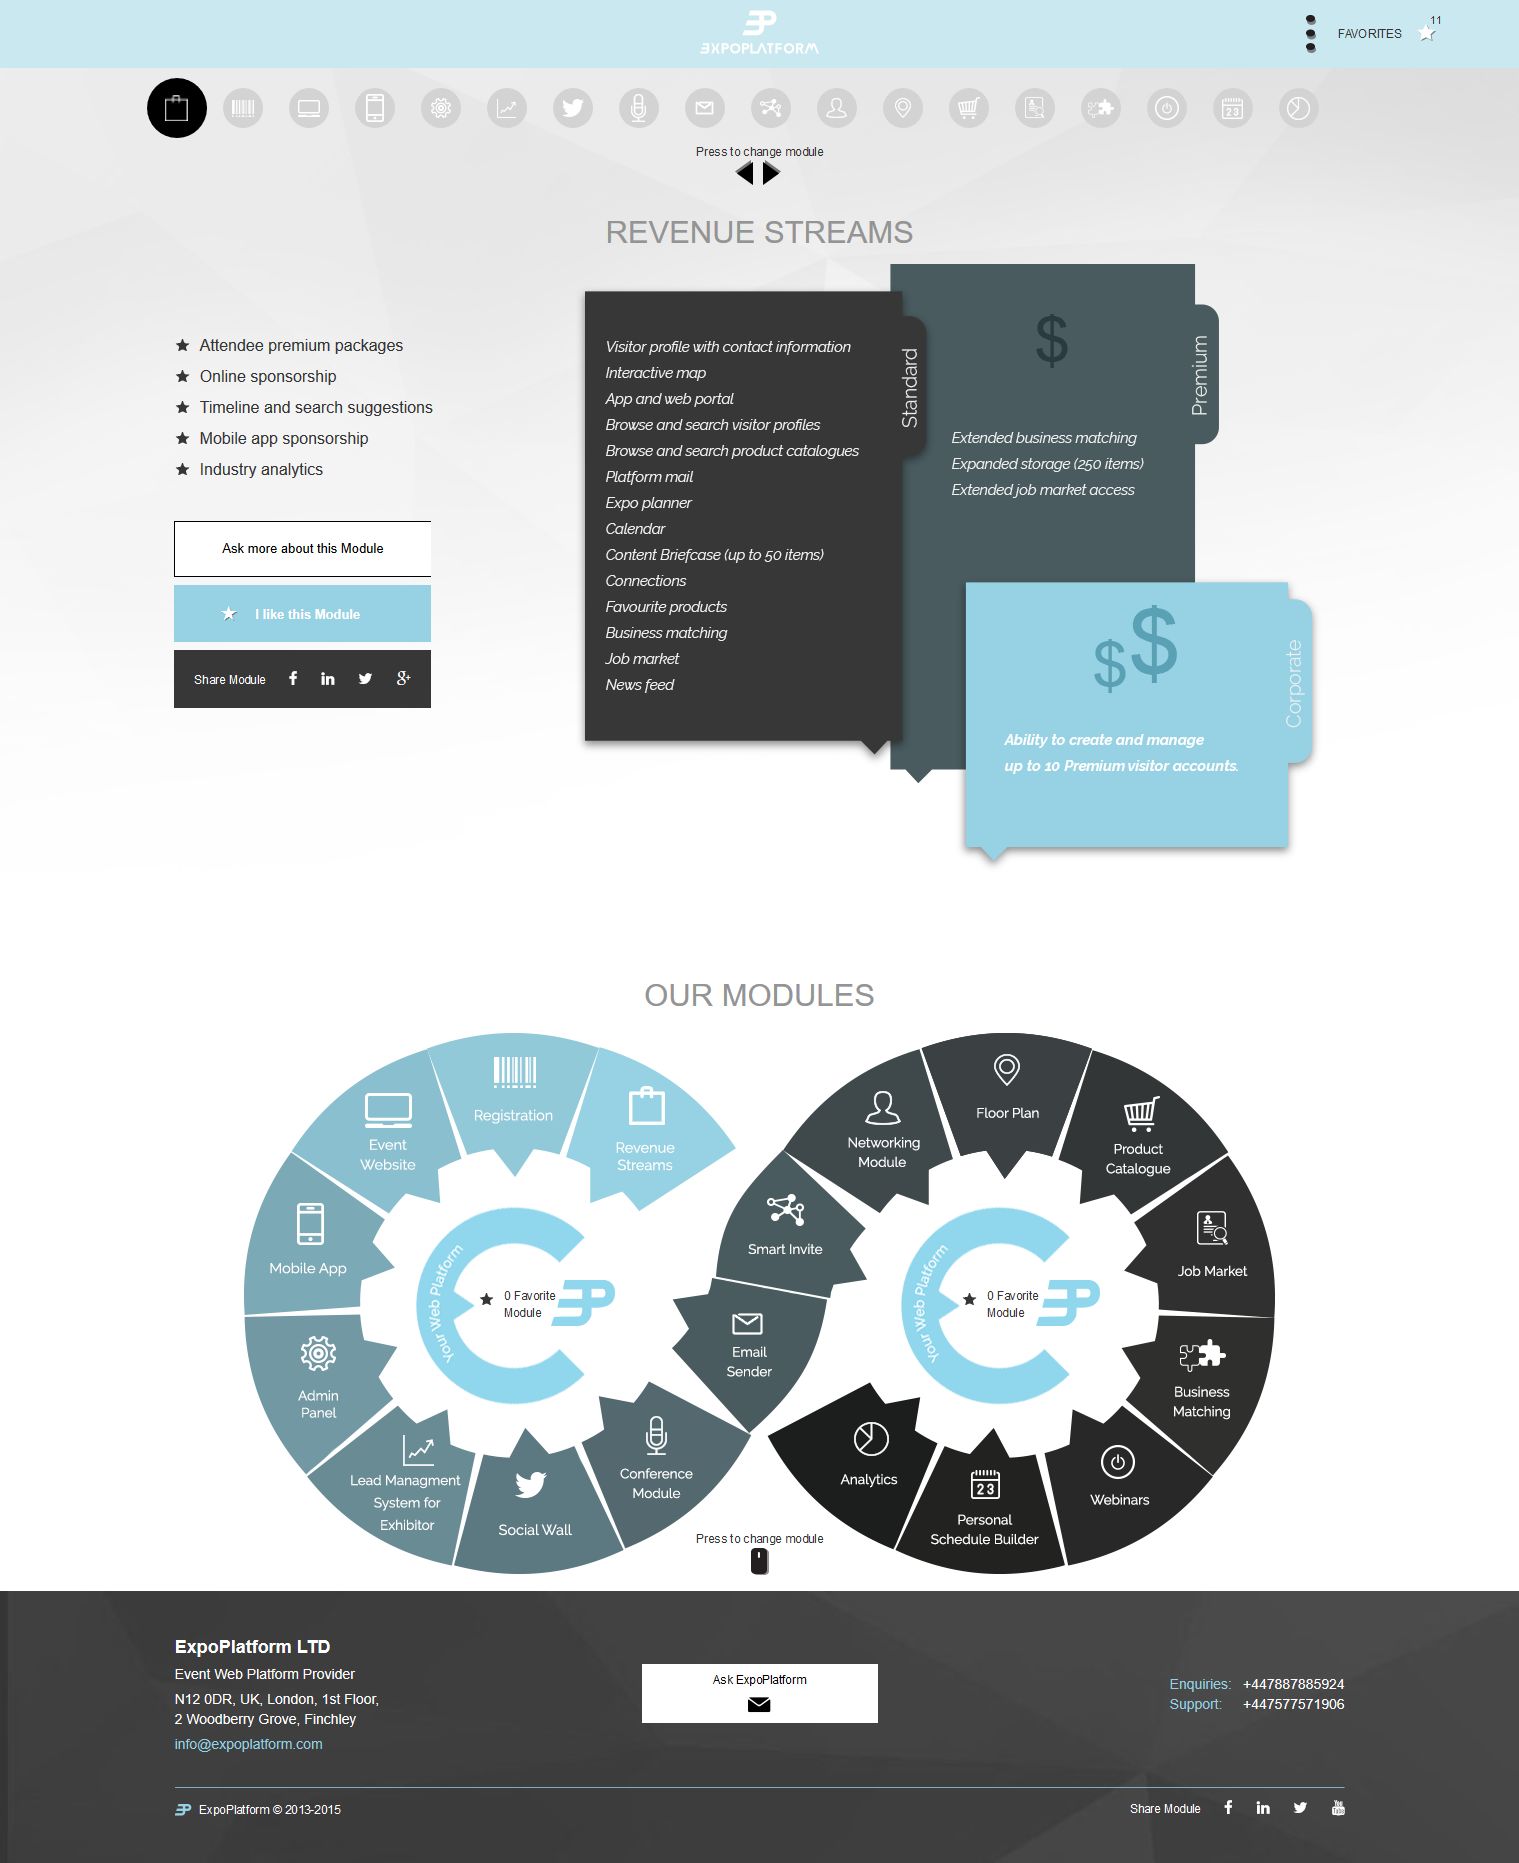 EXPOPLATFORM
FAVORITES
11
23
Press to change module
REVENUE STREAMS
Attendee premium packages
Online sponsorship
Timeline and search suggestions
Mobile app sponsorship
Industry analytics
Ask more about this Module
I like this Module
Share Module
Visitor profile with contact information
Interactive map
App and web portal
Browse and search visitor profiles
Browse and search product catalogues
Platform mail
Expo planner
Calendar
Content Briefcase (up to 50 items)
Connections
Favourite products
Business matching
Job market
News feed
Standard
$
Extended business matching
Expanded storage (250 items)
Extended job market access
Premium
$$
Ability to create and manage
up to 10 Premium visitor accounts.
Corporate
OUR MODULES
Registration
Event
Website
Revenue
Streams
Mobile App
Admin
Panel
Lead Managment
System for
Exhibitor
Social Wall
Conference
Module
Email
Sender
Smart Invite
Networking
Module
Floor Plan
Product
Catalogue
Job Market
Business
Matching
Webinars
23
Personal
Schedule Builder
Analytics
Your Web Platform
0 Favorite
Module
Your Web Platform
0 Favorite
Module
Press to change module
ExpoPlatform LTD
Event Web Platform Provider
N12 0DR, UK, London, 1st Floor,
2 Woodberry Grove, Finchley
info@expoplatform.com
Ask ExpoPlatform
Enquiries: +447887885924
Support: +447577571906
ExpoPlatform © 2013-2015
Share Module
You Tube